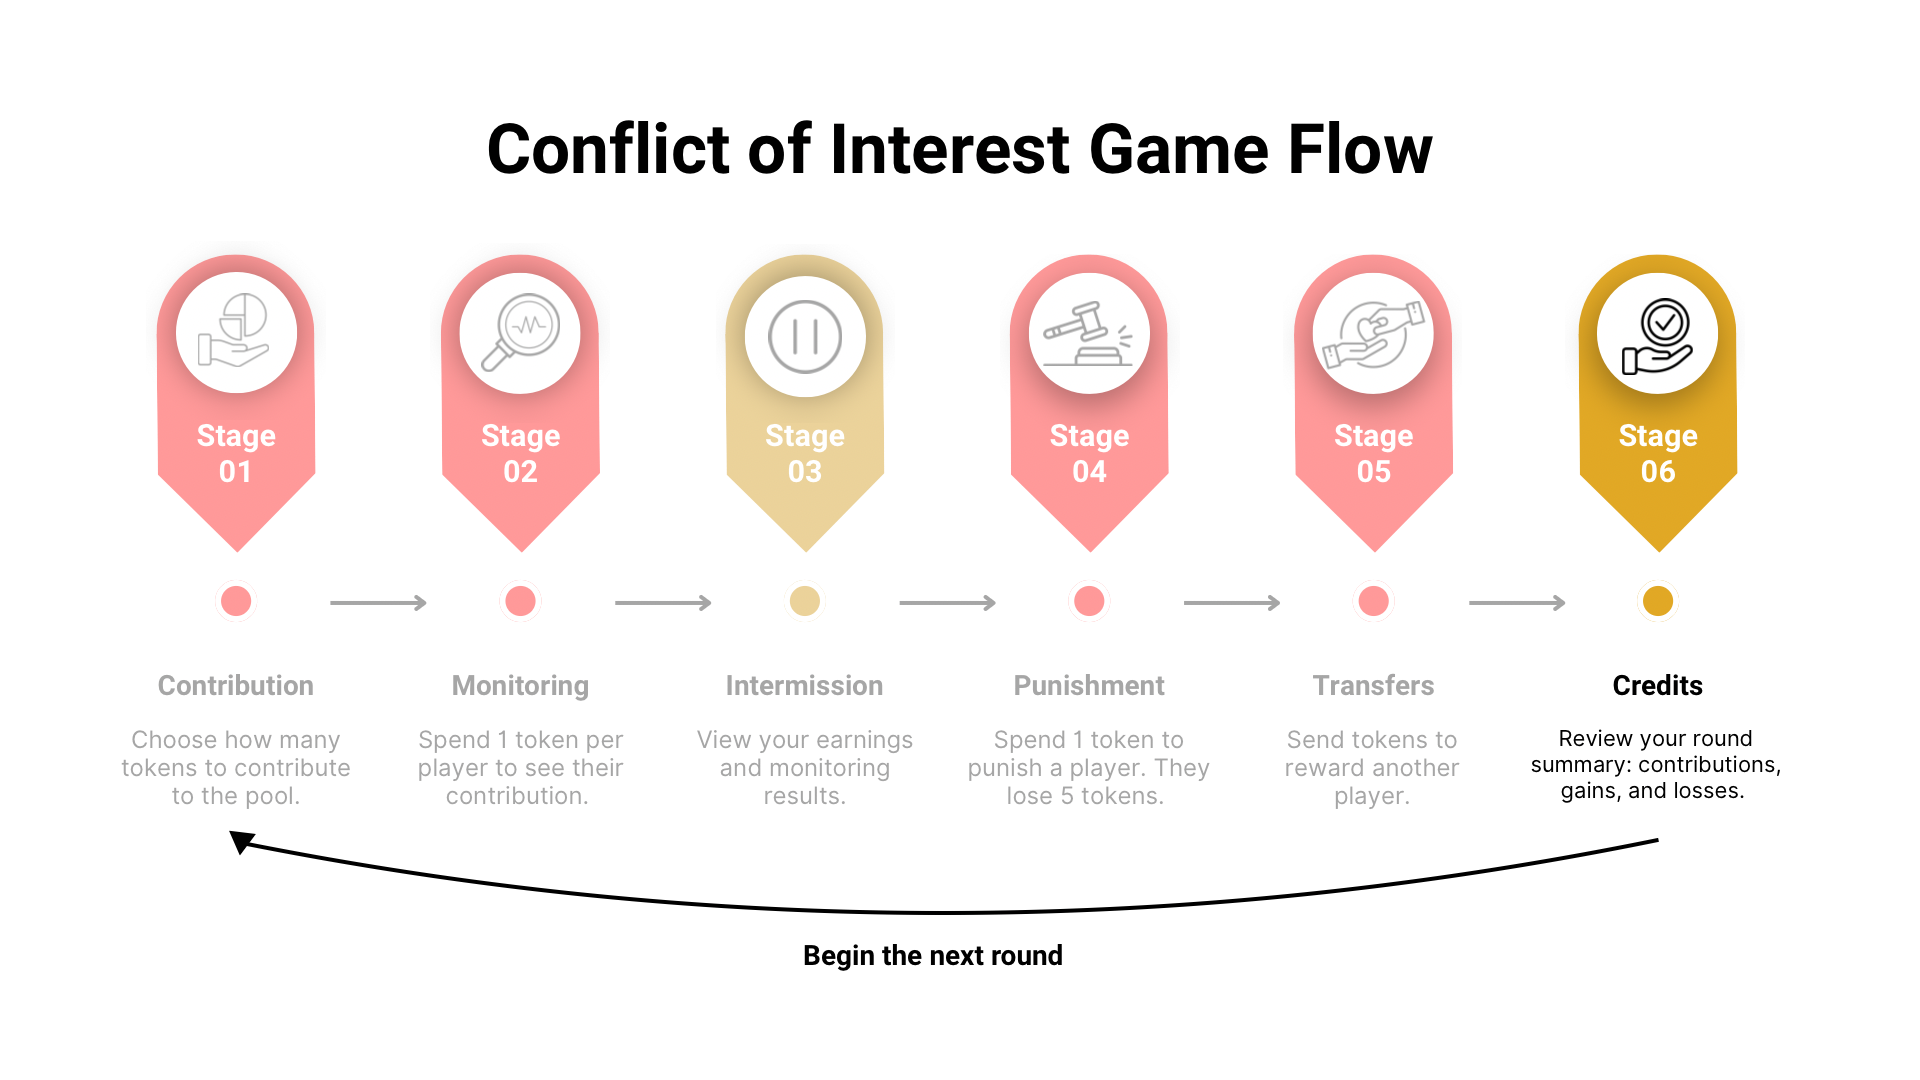 Conflict of Interest Game Flow
Stage
01
Stage
02
Stage
03
Stage
04
Stage
05
Stage
06
Contribution
Choose how many
tokens to contribute
to the pool.
Monitoring
Spend 1 token per
player to see their
contribution.
Intermission
View your earnings
and monitoring
results.
Punishment
Spend 1 token to
punish a player. They
lose 5 tokens.
Transfers
Send tokens to
reward another
player.
Credits
Review your round
summary: contributions,
gains, and losses.
Begin the next round